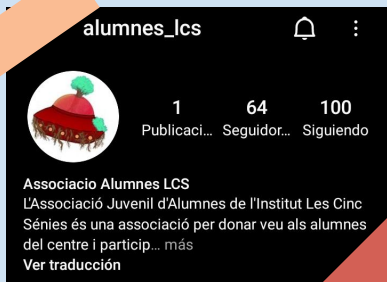 alumnes_lcs
1 64 100
Publicaci... Seguidor... Siguiendo
Associacio Alumnes LCS
L'Associació Juvenil d'Alumnes de l'Institut Les Cinc
Sénies és una associació per donar veu als alumnes
del centre i particip... más
Ver traducción